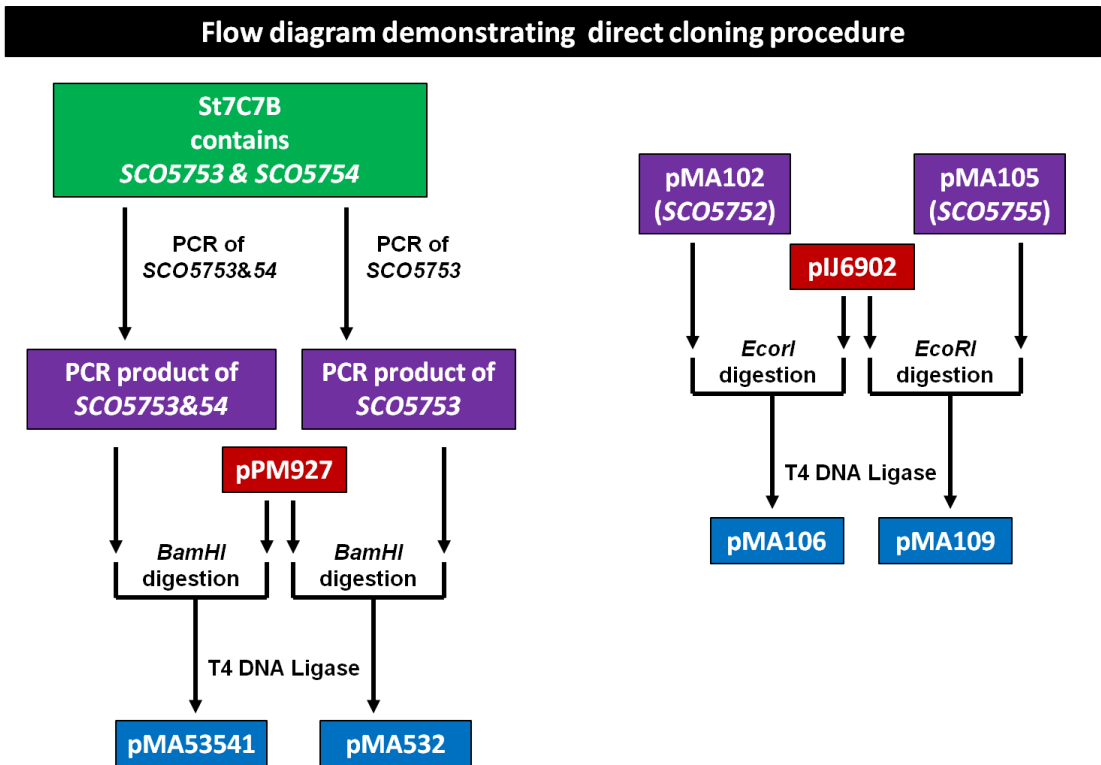 Flow diagram demonstrating direct cloning procedure
St7C7B
contains
SCO5753 & SCO5754
PCR of
SCO5753&54
PCR of
SCO5753
PCR product of
SCO5753&54
PCR product of
SCO5753
pPM927
BamHI
digestion
BamHI
digestion
T4 DNA Ligase
pMA53541
pMA532
pMA102
(SCO5752)
pMA105
(SCO5755)
pIJ6902
EcorI
digestion
EcoRI
digestion
T4 DNA Ligase
pMA106
pMA109